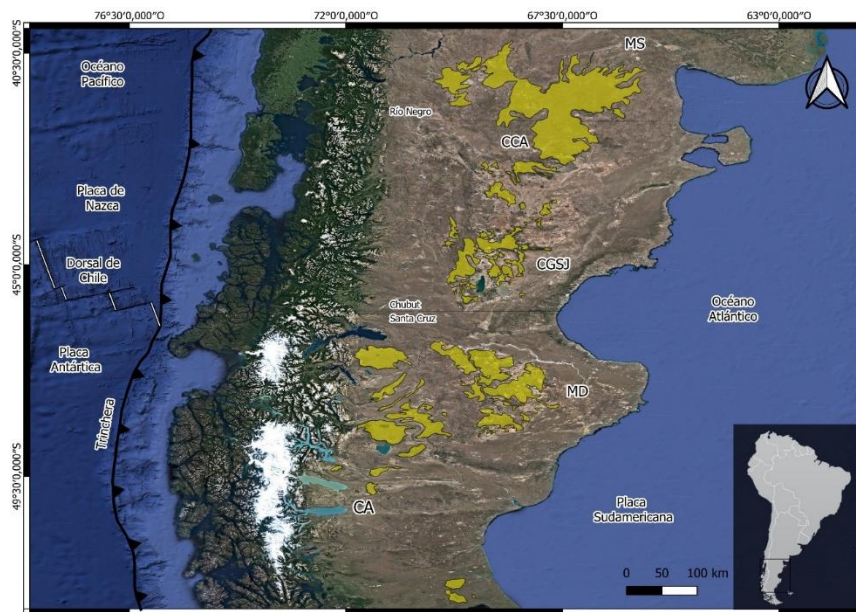 76°30'0,000"O
72°0'0,000"O
67°30'0,000"O
63°0'0,000"O
40°30'0,000"S
45°0'0,000"S
49°30'0,000"S
Océano
Pacífico
MS
Río Negro
CCA
Placa de
Nazca
Dorsal de
Chile
CGSJ
Chubut
Santa Cruz
Océano
Atlántico
Placa
Antártica
MD
Trinchera
CA
Placa
Sudamericana
0 50 100 km